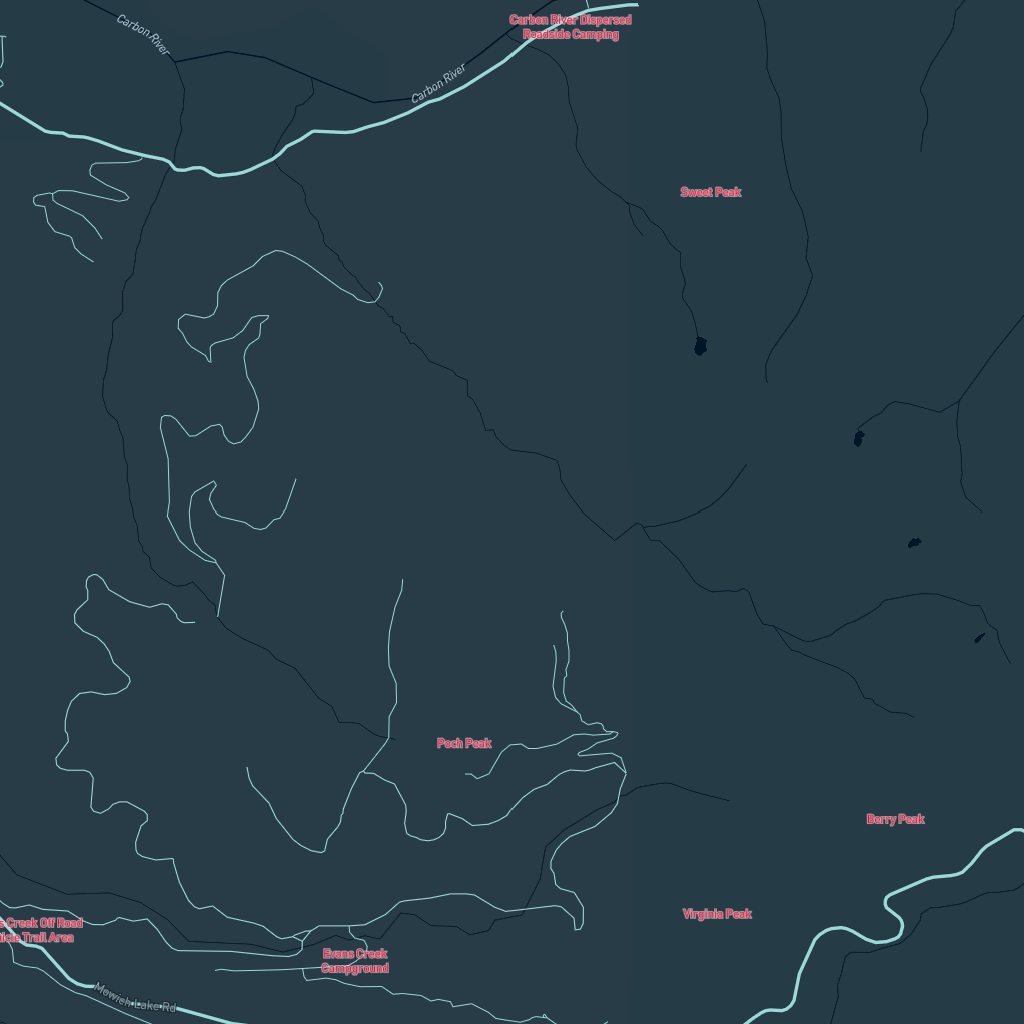 Carbon River Dispersed
Roadside Camping
Carbon River
Carbon River
Sweet Peak
Poch Peak
Berry Peak
Virginia Peak
Creek Off Road
Trail Area
Evans Creek
Campground
Mowich Lake Rd